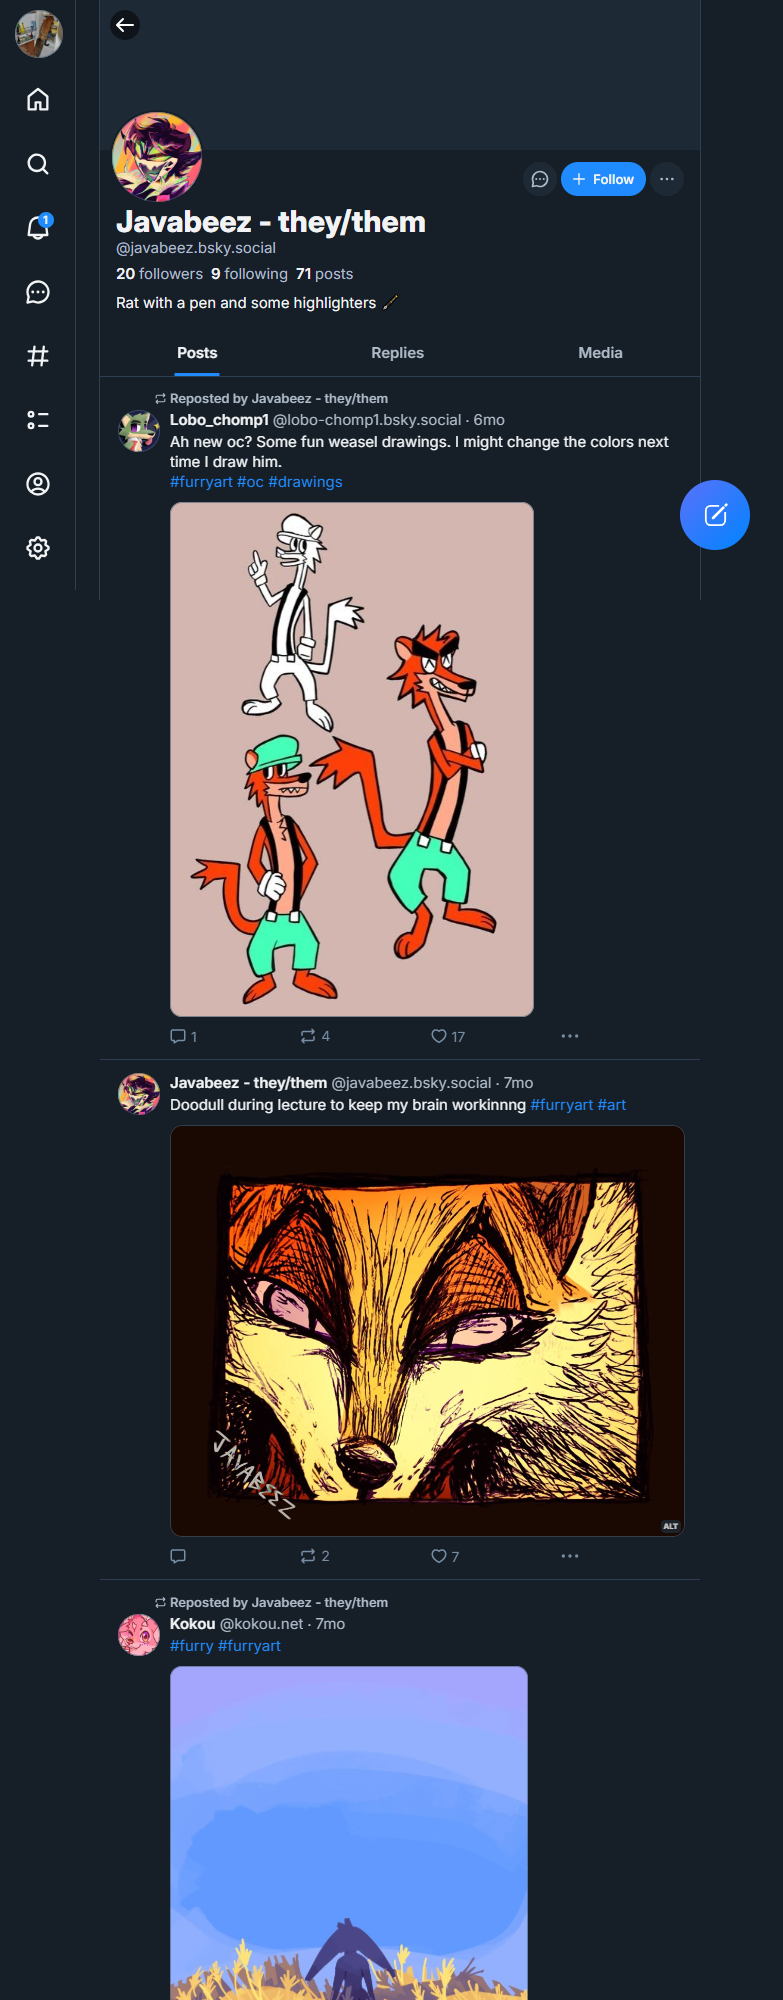 1
Follow
Javabeez - they/them
@javabeez.bsky.social
20 followers 9 following 71 posts
Rat with a pen and some highlighters 🖌️
Posts Replies Media
Reposted by Javabeez - they/them
Lobo_chomp1 @lobo-chomp1.bsky.social · 6mo
Ah new oc? Some fun weasel drawings. I might change the colors next
time I draw him.
#furryart #oc #drawings
1 4 17
Javabeez - they/them @javabeez.bsky.social · 7mo
Doodull during lecture to keep my brain workinnng #furryart #art
JAVABEEZ
ALT
2 7
Reposted by Javabeez - they/them
Kokou @kokou.net · 7mo
#furry #furryart